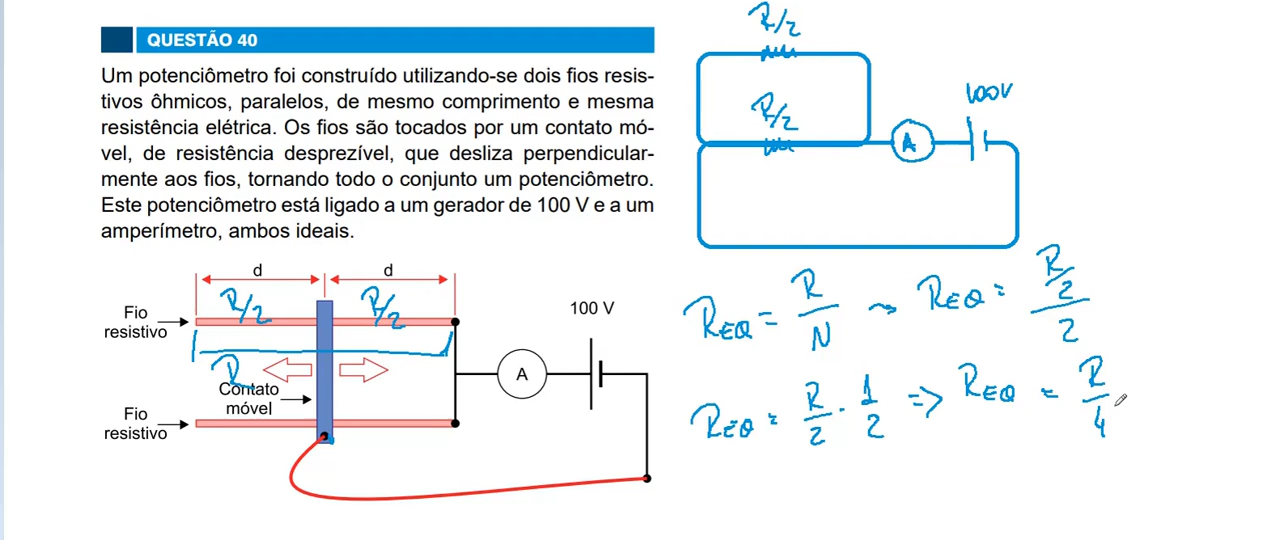 QUESTÃO 40
Um potenciômetro foi construído utilizando-se dois fios resis-
tivos ôhmicos, paralelos, de mesmo comprimento e mesma
resistência elétrica. Os fios são tocados por um contato mó-
vel, de resistência desprezível, que desliza perpendicular-
mente aos fios, tornando todo o conjunto um potenciômetro.
Este potenciômetro está ligado a um gerador de 100 V e a um
amperímetro, ambos ideais.
d
d
R/2
R/2
Fio
resistivo
R
Contato
móvel
Fio
resistivo
100 V
A
R/2
R/2
100V
A
REQ = R/N → REQ = R/2/2
REQ = R/2 · 1/2 => REQ = R/4